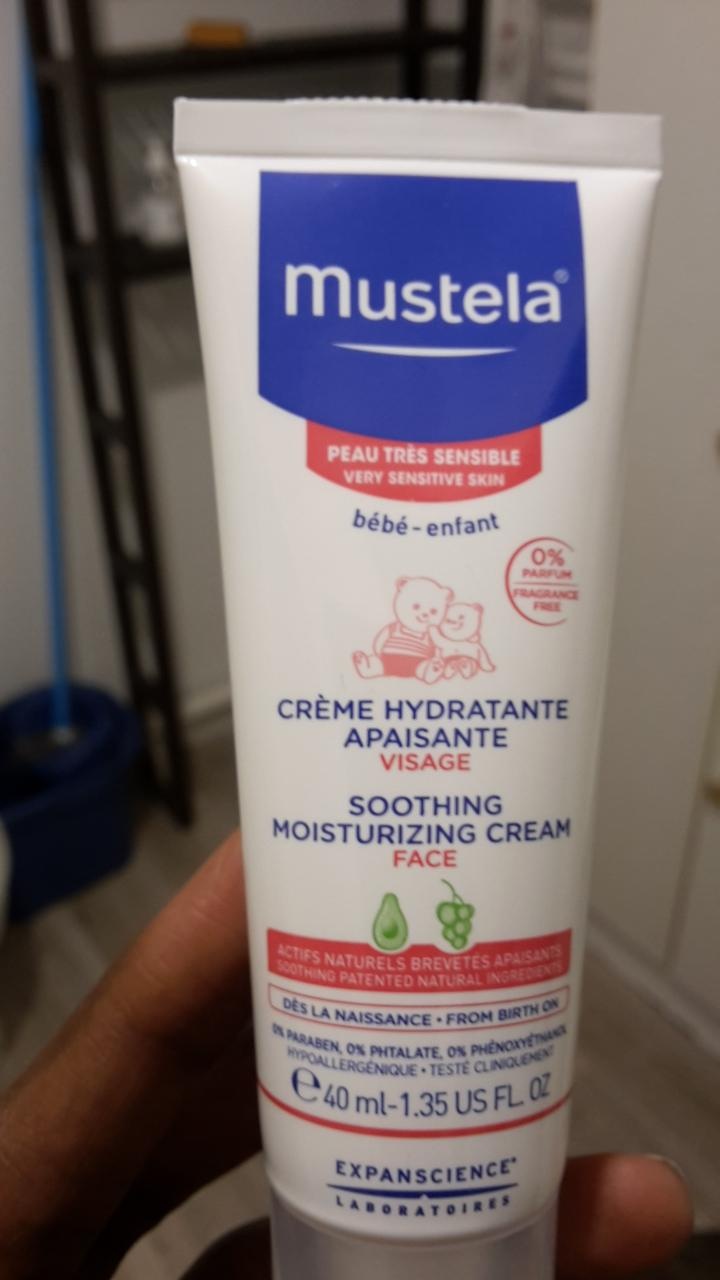 mustela®
PEAU TRÈS SENSIBLE
VERY SENSITIVE SKIN
bébé-enfant
0%
PARFUM
FRAGRANCE
FREE
CRÈME HYDRATANTE
APAISANTE
VISAGE
SOOTHING
MOISTURIZING CREAM
FACE
ACTIFS NATURELS BREVETÉS APAISANTS
SOOTHING PATENTED NATURAL INGREDIENTS
DÈS LA NAISSANCE • FROM BIRTH ON
0% PARABEN, 0% PHTALATE, 0% PHÉNOXYÉTHANOL
HYPOALLERGÉNIQUE • TESTÉ CLINIQUEMENT
℮ 40 ml-1.35 US FL. OZ
EXPANSCIENCE®
LABORATOIRES